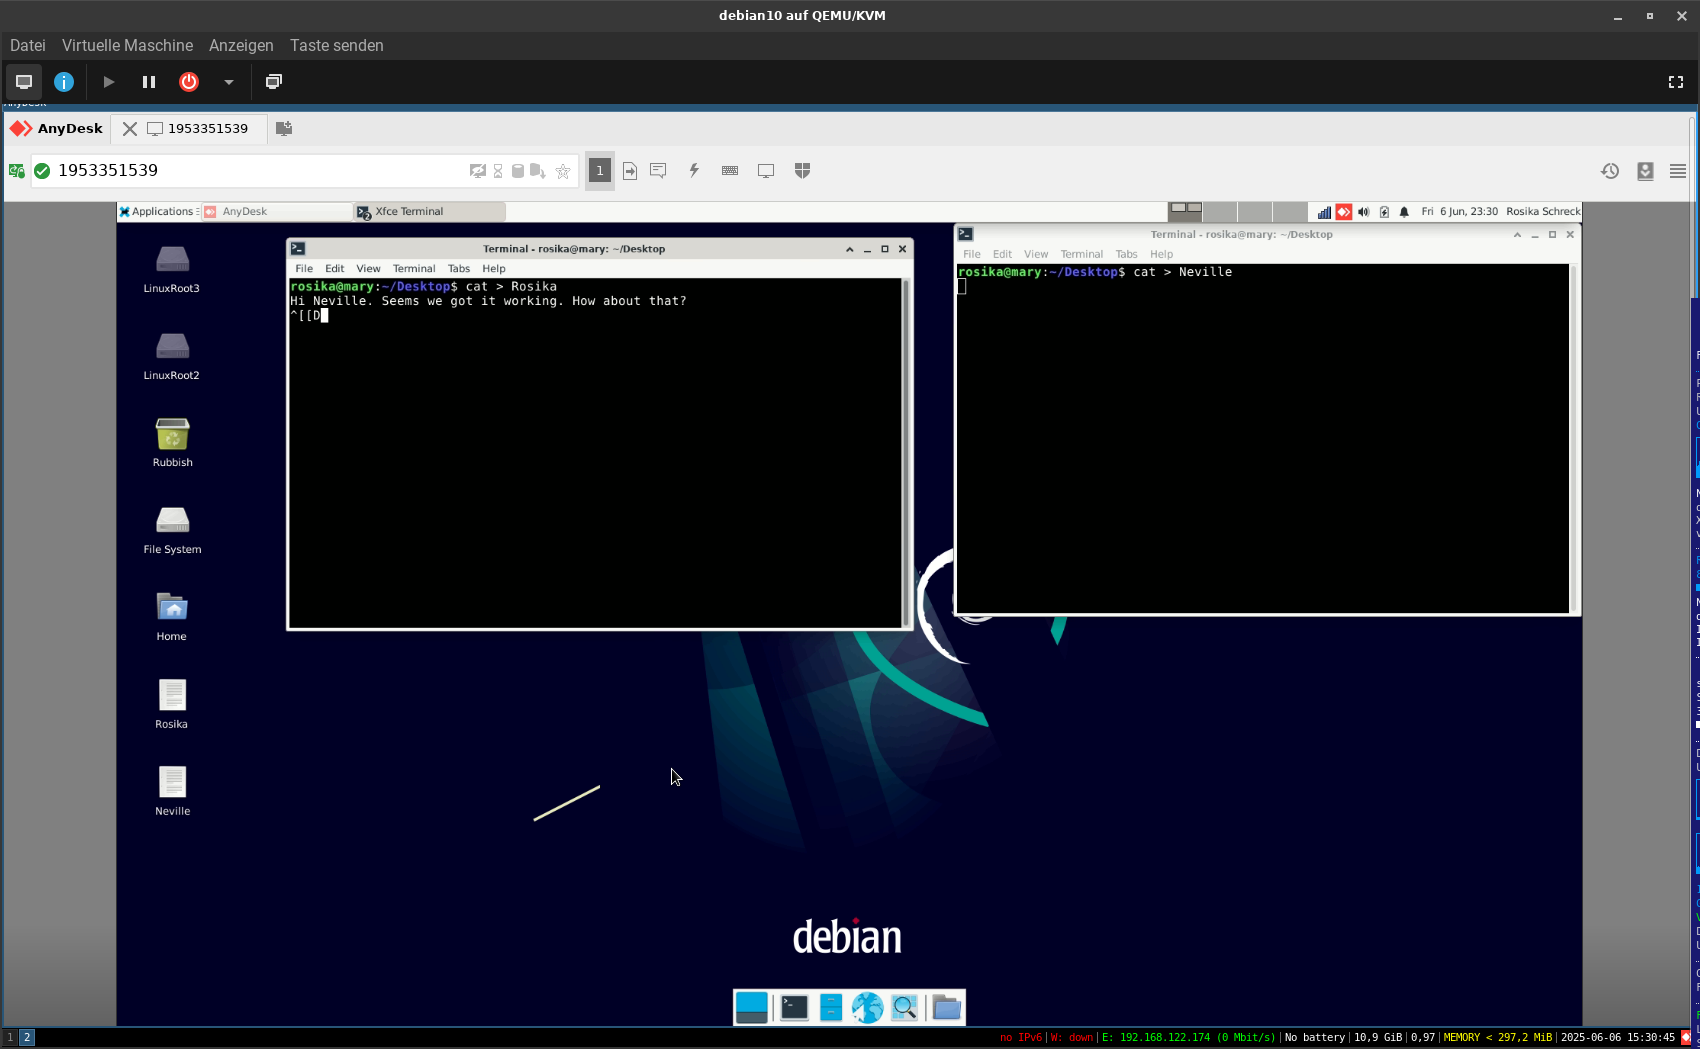 debian10 auf QEMU/KVM
Datei Virtuelle Maschine Anzeigen Taste senden
AnyDesk
AnyDesk 1953351539
1953351539 1
Applications AnyDesk Xfce Terminal Fri 6 Jun, 23:30 Rosika Schreck
Terminal - rosika@mary: ~/Desktop
File Edit View Terminal Tabs Help
rosika@mary:~/Desktop$ cat > Rosika
Hi Neville. Seems we got it working. How about that?
^[[D
Terminal - rosika@mary: ~/Desktop
File Edit View Terminal Tabs Help
rosika@mary:~/Desktop$ cat > Neville
LinuxRoot3
LinuxRoot2
Rubbish
File System
Home
Rosika
Neville
debian
1 2 no IPv6|W: down|E: 192.168.122.174 (0 Mbit/s)|No battery|10,9 GiB|0,97|MEMORY < 297,2 MiB|2025-06-06 15:30:45